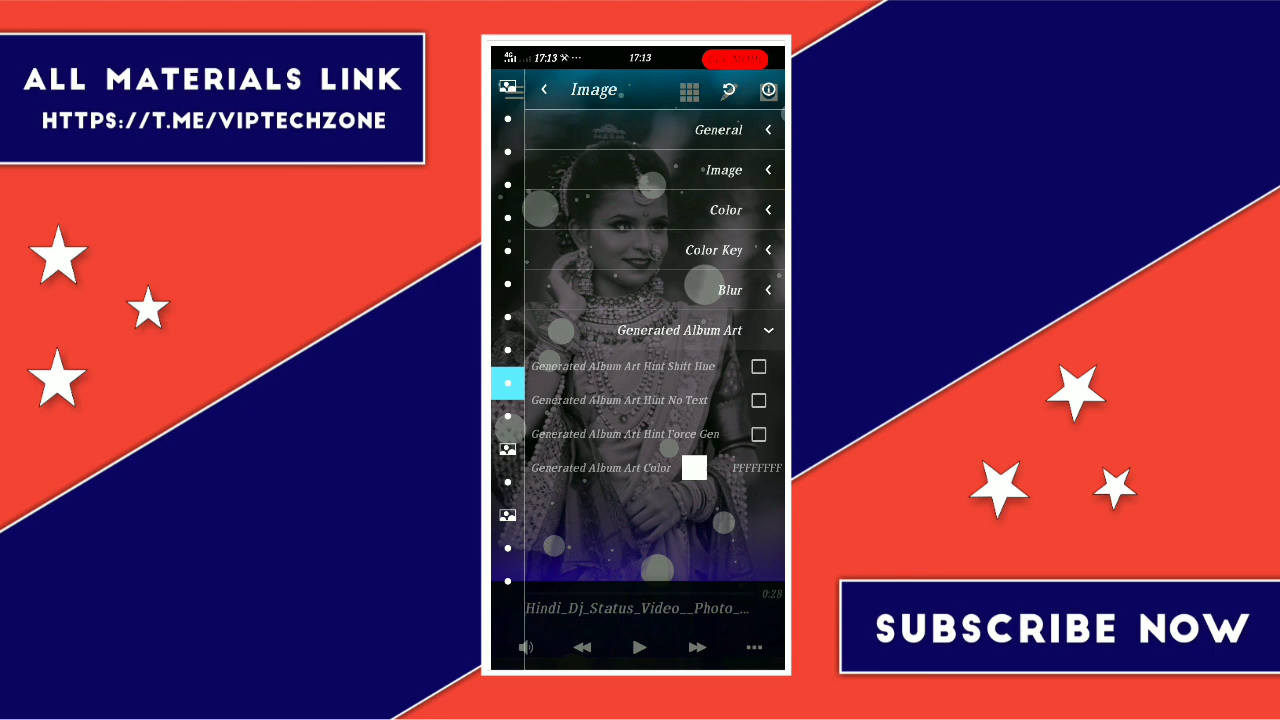 ALL MATERIALS LINK
HTTPS://T.ME/VIPTECHZONE
4G 17:13 17:13
Image
General
Image
Color
Color Key
Blur
Generated Album Art
Generated Album Art Hint Shift Hue
Generated Album Art Hint No Text
Generated Album Art Hint Force Gen
Generated Album Art Color FFFFFFFF
0:28
Hindi_Dj_Status_Video__Photo_...
SUBSCRIBE NOW